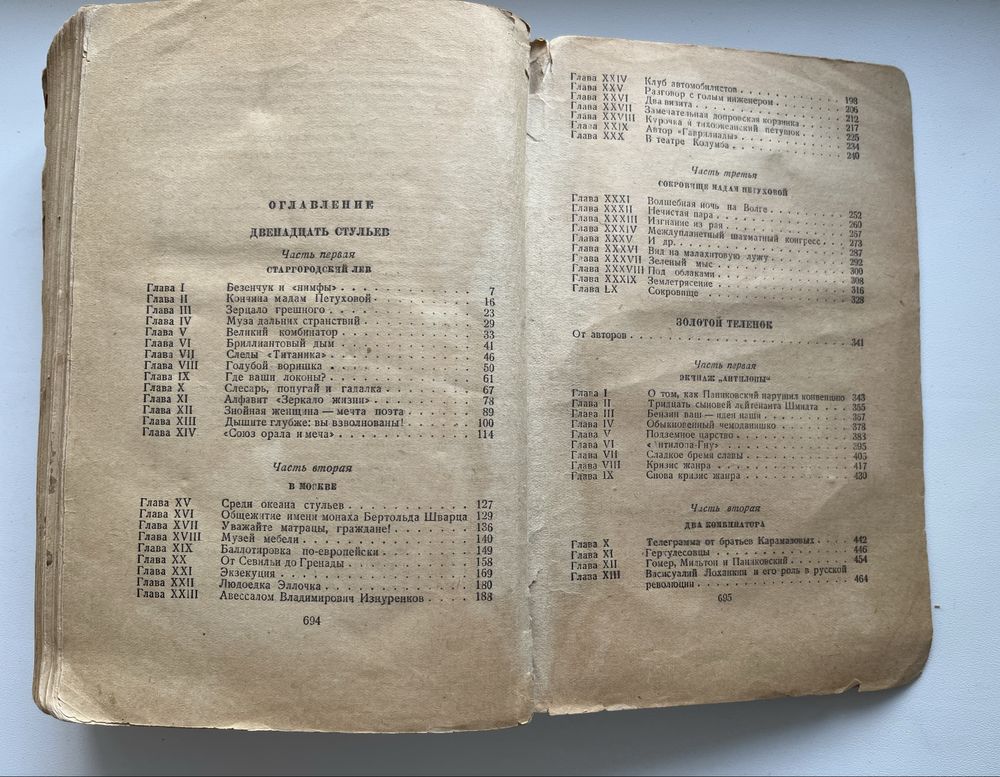 ОГЛАВЛЕНИЕ
ДВЕНАДЦАТЬ СТУЛЬЕВ
Часть первая
СТАРГОРОДСКИЙ ЛЕВ
Глава I Безенчук и «нимфы» 7
Глава II Кончина мадам Петуховой 16
Глава III Зерцало грешного 23
Глава IV Муза дальних странствий 29
Глава V Великий комбинатор 33
Глава VI Бриллиантовый дым 41
Глава VII Следы «Титаника» 46
Глава VIII Голубой воришка 50
Глава IX Где ваши локоны? 61
Глава X Слесарь, попугай и гадалка 67
Глава XI Алфавит «Зеркало жизни» 78
Глава XII Знойная женщина — мечта поэта 89
Глава XIII Дышите глубже: вы взволнованы! 100
Глава XIV «Союз орала и меча» 114
Часть вторая
В МОСКВЕ
Глава XV Среди океана стульев 127
Глава XVI Общежитие имени монаха Бертольда Шварца 129
Глава XVII Уважайте матрацы, граждане! 136
Глава XVIII Музей мебели 140
Глава XIX Баллотировка по-европейски 149
Глава XX От Севильи до Гренады 158
Глава XXI Экзекуция 169
Глава XXII Людоедка Эллочка 180
Глава XXIII Авессалом Владимирович Изнуренков 188
694
Глава XXIV Клуб автомобилистов 198
Глава XXV Разговор с голым инженером 206
Глава XXVI Два визита 212
Глава XXVII Замечательная допровская корзинка 217
Глава XXVIII Курочка и тихоокеанский петушок 225
Глава XXIX Автор «Гаврилиады» 234
Глава XXX В театре Колумба 240
Часть третья
СОКРОВИЩЕ МАДАМ ПЕТУХОВОЙ
Глава XXXI Волшебная ночь на Волге 252
Глава XXXII Нечистая пара 260
Глава XXXIII Изгнание из рая 267
Глава XXXIV Междупланетный шахматный конгресс 273
Глава XXXV И др. 287
Глава XXXVI Вид на малахитовую лужу 292
Глава XXXVII Зеленый мыс 300
Глава XXXVIII Под облаками 308
Глава XXXIX Землетрясение 316
Глава LX Сокровище 328
ЗОЛОТОЙ ТЕЛЕНОК
От авторов 341
Часть первая
ЭКИПАЖ „АНТИЛОПЫ“
Глава I О том, как Паниковский нарушил конвенцию 343
Глава II Тридцать сыновей лейтенанта Шмидта 355
Глава III Бензин ваш — идеи наши 367
Глава IV Обыкновенный чемоданишко 378
Глава V Подземное царство 383
Глава VI «Антилопа-Гну» 395
Глава VII Сладкое бремя славы 405
Глава VIII Кризис жанра 417
Глава IX Снова кризис жанра 430
Часть вторая
ДВА КОМБИНАТОРА
Глава X Телеграмма от братьев Карамазовых 442
Глава XI Геркулесовцы 446
Глава XII Гомер, Мильтон и Паниковский 454
Глава XIII Васисуалий Лоханкин и его роль в русской
революции 464
695